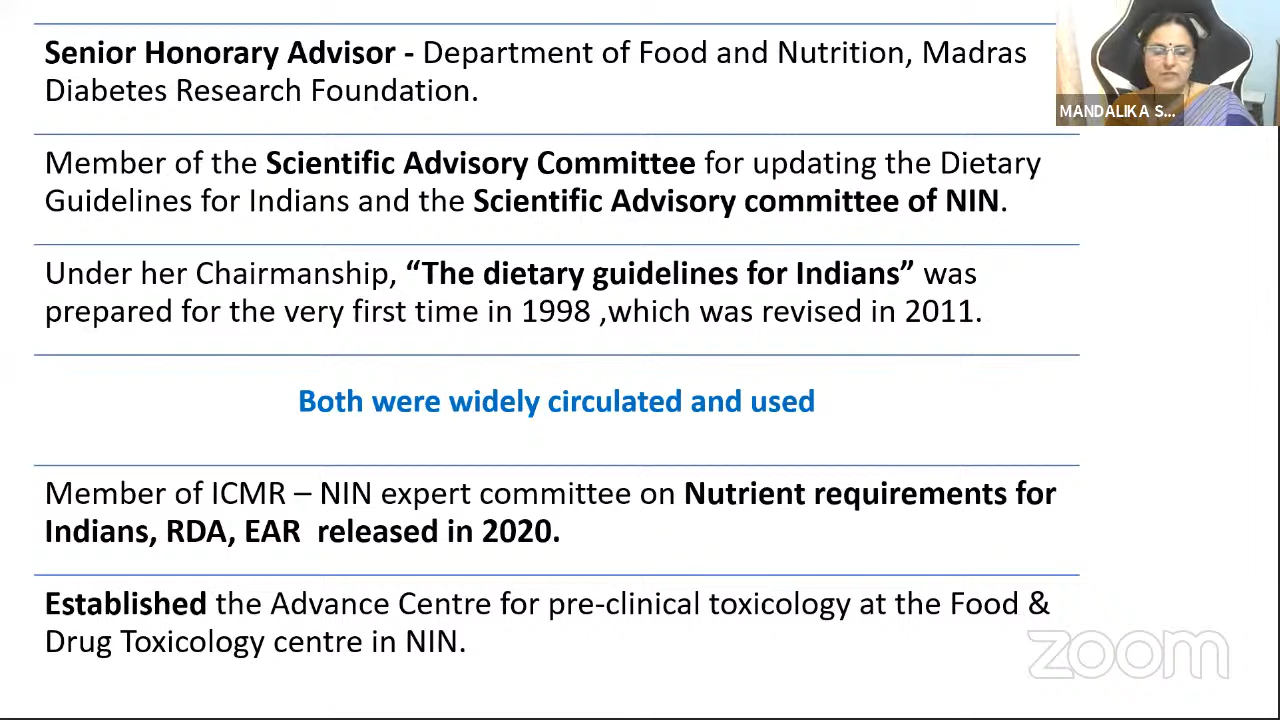 Senior Honorary Advisor - Department of Food and Nutrition, Madras
Diabetes Research Foundation.
MANDALIKA S...
Member of the Scientific Advisory Committee for updating the Dietary
Guidelines for Indians and the Scientific Advisory committee of NIN.
Under her Chairmanship, “The dietary guidelines for Indians” was
prepared for the very first time in 1998 ,which was revised in 2011.
Both were widely circulated and used
Member of ICMR – NIN expert committee on Nutrient requirements for
Indians, RDA, EAR  released in 2020.
Established the Advance Centre for pre-clinical toxicology at the Food &
Drug Toxicology centre in NIN.
zoom